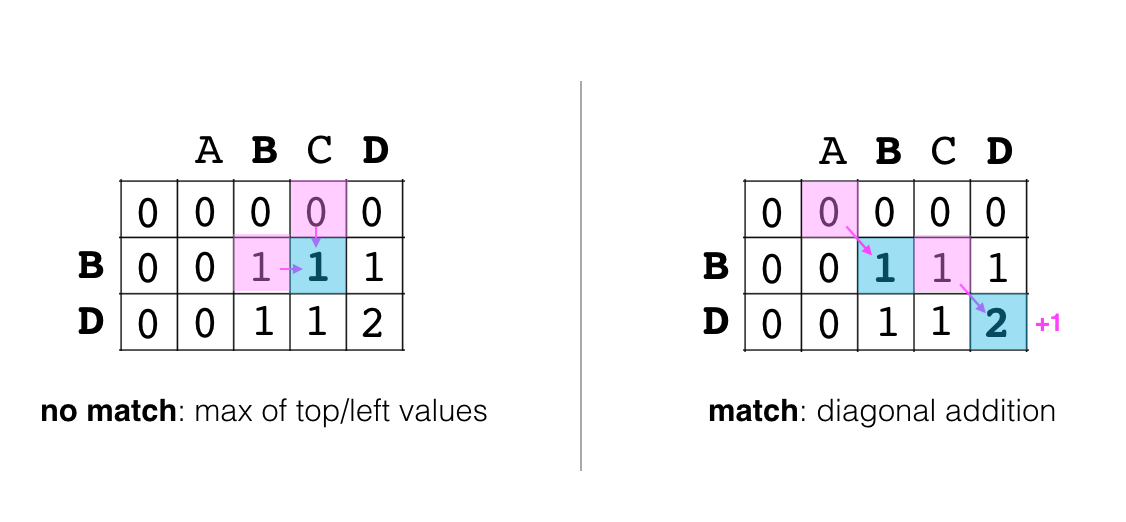 A B C D
0 0 0 0 0
B 0 0 1 1 1
D 0 0 1 1 2
no match: max of top/left values
A B C D
0 0 0 0 0
B 0 0 1 1 1
D 0 0 1 1 2 +1
match: diagonal addition